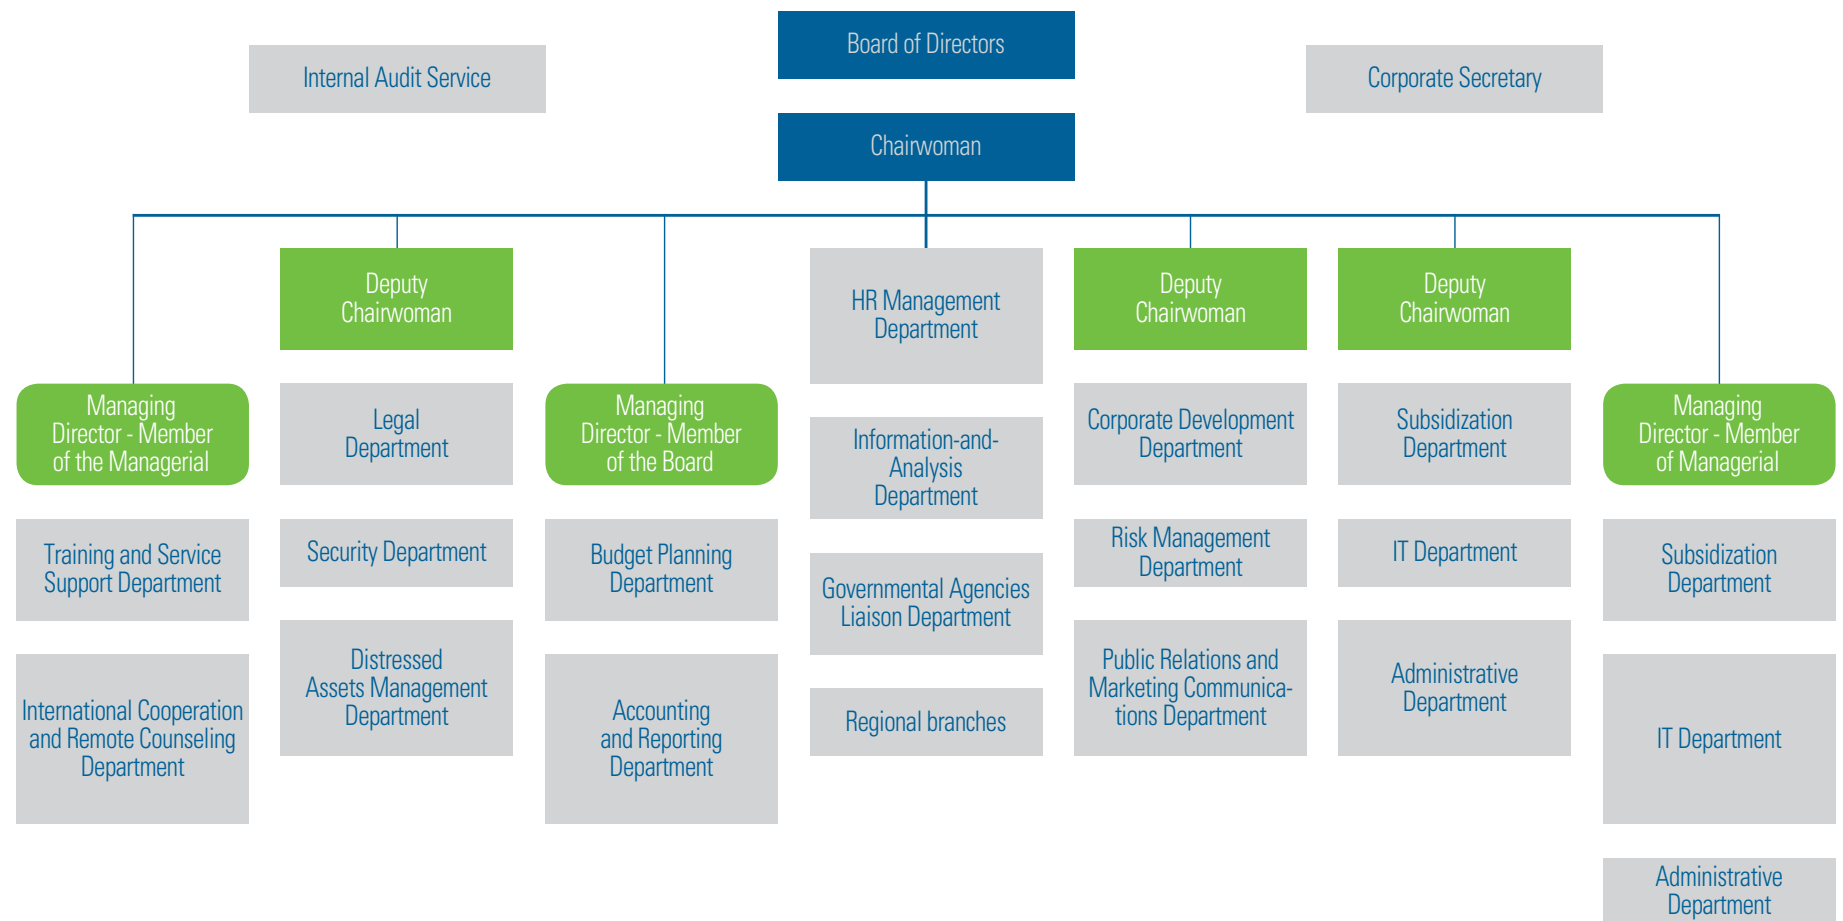 Board of Directors
Internal Audit Service
Corporate Secretary
Chairwoman
Managing
Director - Member
of the Managerial
Training and Service
Support Department
International Cooperation
and Remote Counseling
Department
Deputy
Chairwoman
Legal
Department
Security Department
Distressed
Assets Management
Department
Managing
Director - Member
of the Board
Budget Planning
Department
Accounting
and Reporting
Department
HR Management
Department
Information-and-
Analysis
Department
Governmental Agencies
Liaison Department
Regional branches
Deputy
Chairwoman
Corporate Development
Department
Risk Management
Department
Public Relations and
Marketing Communica-
tions Department
Deputy
Chairwoman
Subsidization
Department
IT Department
Administrative
Department
Managing
Director - Member
of Managerial
Subsidization
Department
IT Department
Administrative
Department